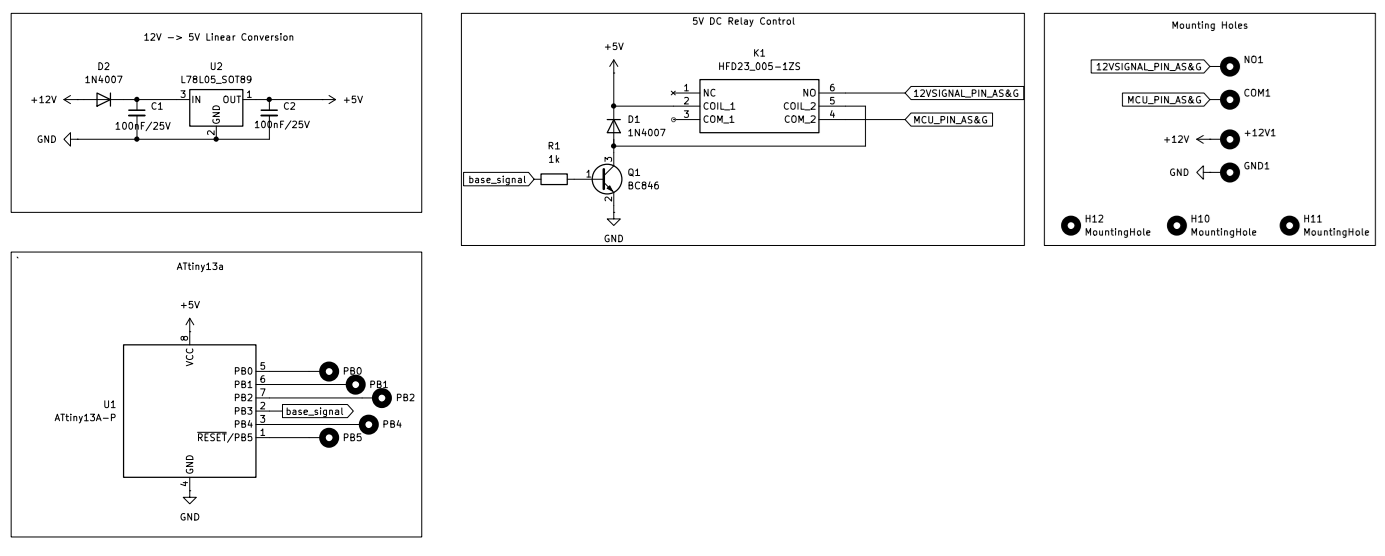 12V -> 5V Linear Conversion
D2
1N4007
U2
L78L05_SOT89
+12V
3
IN
OUT
1
GND
2
C1
100nF/25V
C2
100nF/25V
+5V
GND
5V DC Relay Control
+5V
K1
HFD23_005-1ZS
1
NC
NO
6
12VSIGNAL_PIN_AS&G
2
COIL_1
COIL_2
5
3
COM_1
COM_2
4
MCU_PIN_AS&G
D1
1N4007
R1
1k
base_signal
1
3
2
Q1
BC846
GND
Mounting Holes
12VSIGNAL_PIN_AS&G
NO1
MCU_PIN_AS&G
COM1
+12V
+12V1
GND
GND1
H12
MountingHole
H10
MountingHole
H11
MountingHole
ATtiny13a
+5V
8
VCC
U1
ATtiny13A-P
PB0
5
PB0
PB1
6
PB1
PB2
7
PB2
PB3
2
base_signal
PB4
3
PB4
RESET/PB5
1
PB5
GND
4
GND